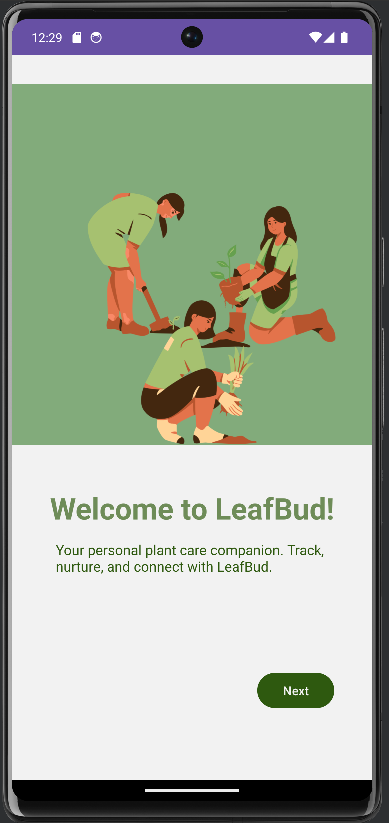 12:29
Welcome to LeafBud!
Your personal plant care companion. Track,
nurture, and connect with LeafBud.
Next